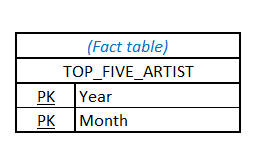 (Fact table)
TOP_FIVE_ARTIST
PK Year
PK Month